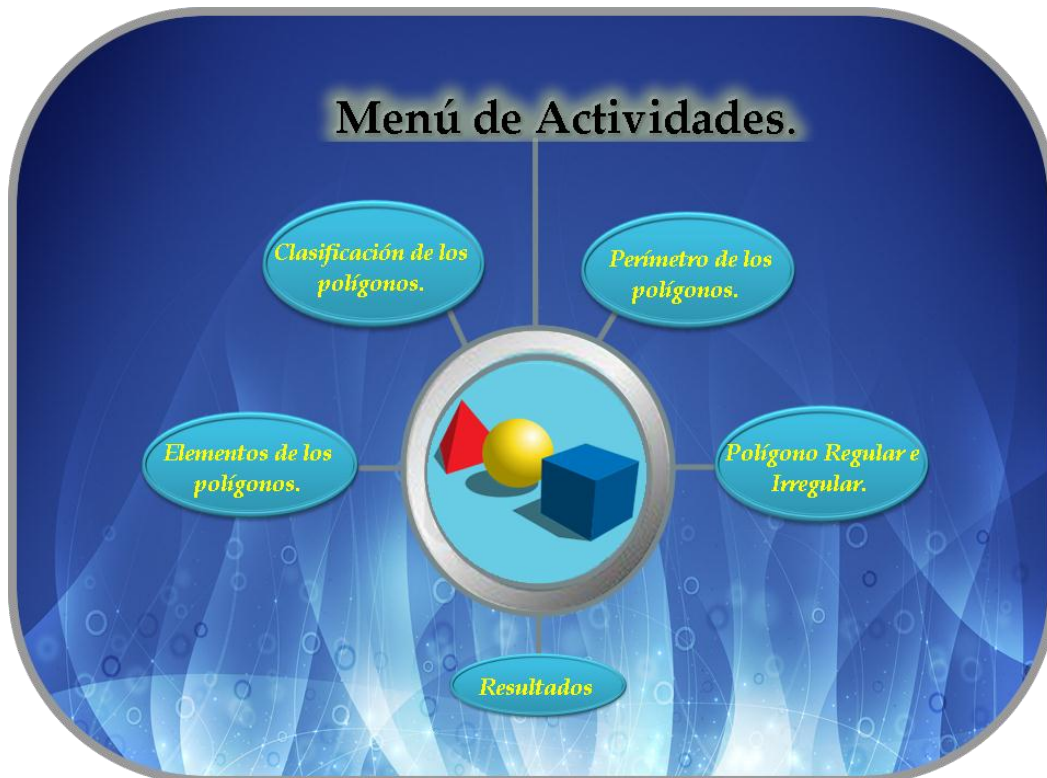 Menú de Actividades.
Clasificación de los
polígonos.
Perímetro de los
polígonos.
Elementos de los
polígonos.
Polígono Regular e
Irregular.
Resultados